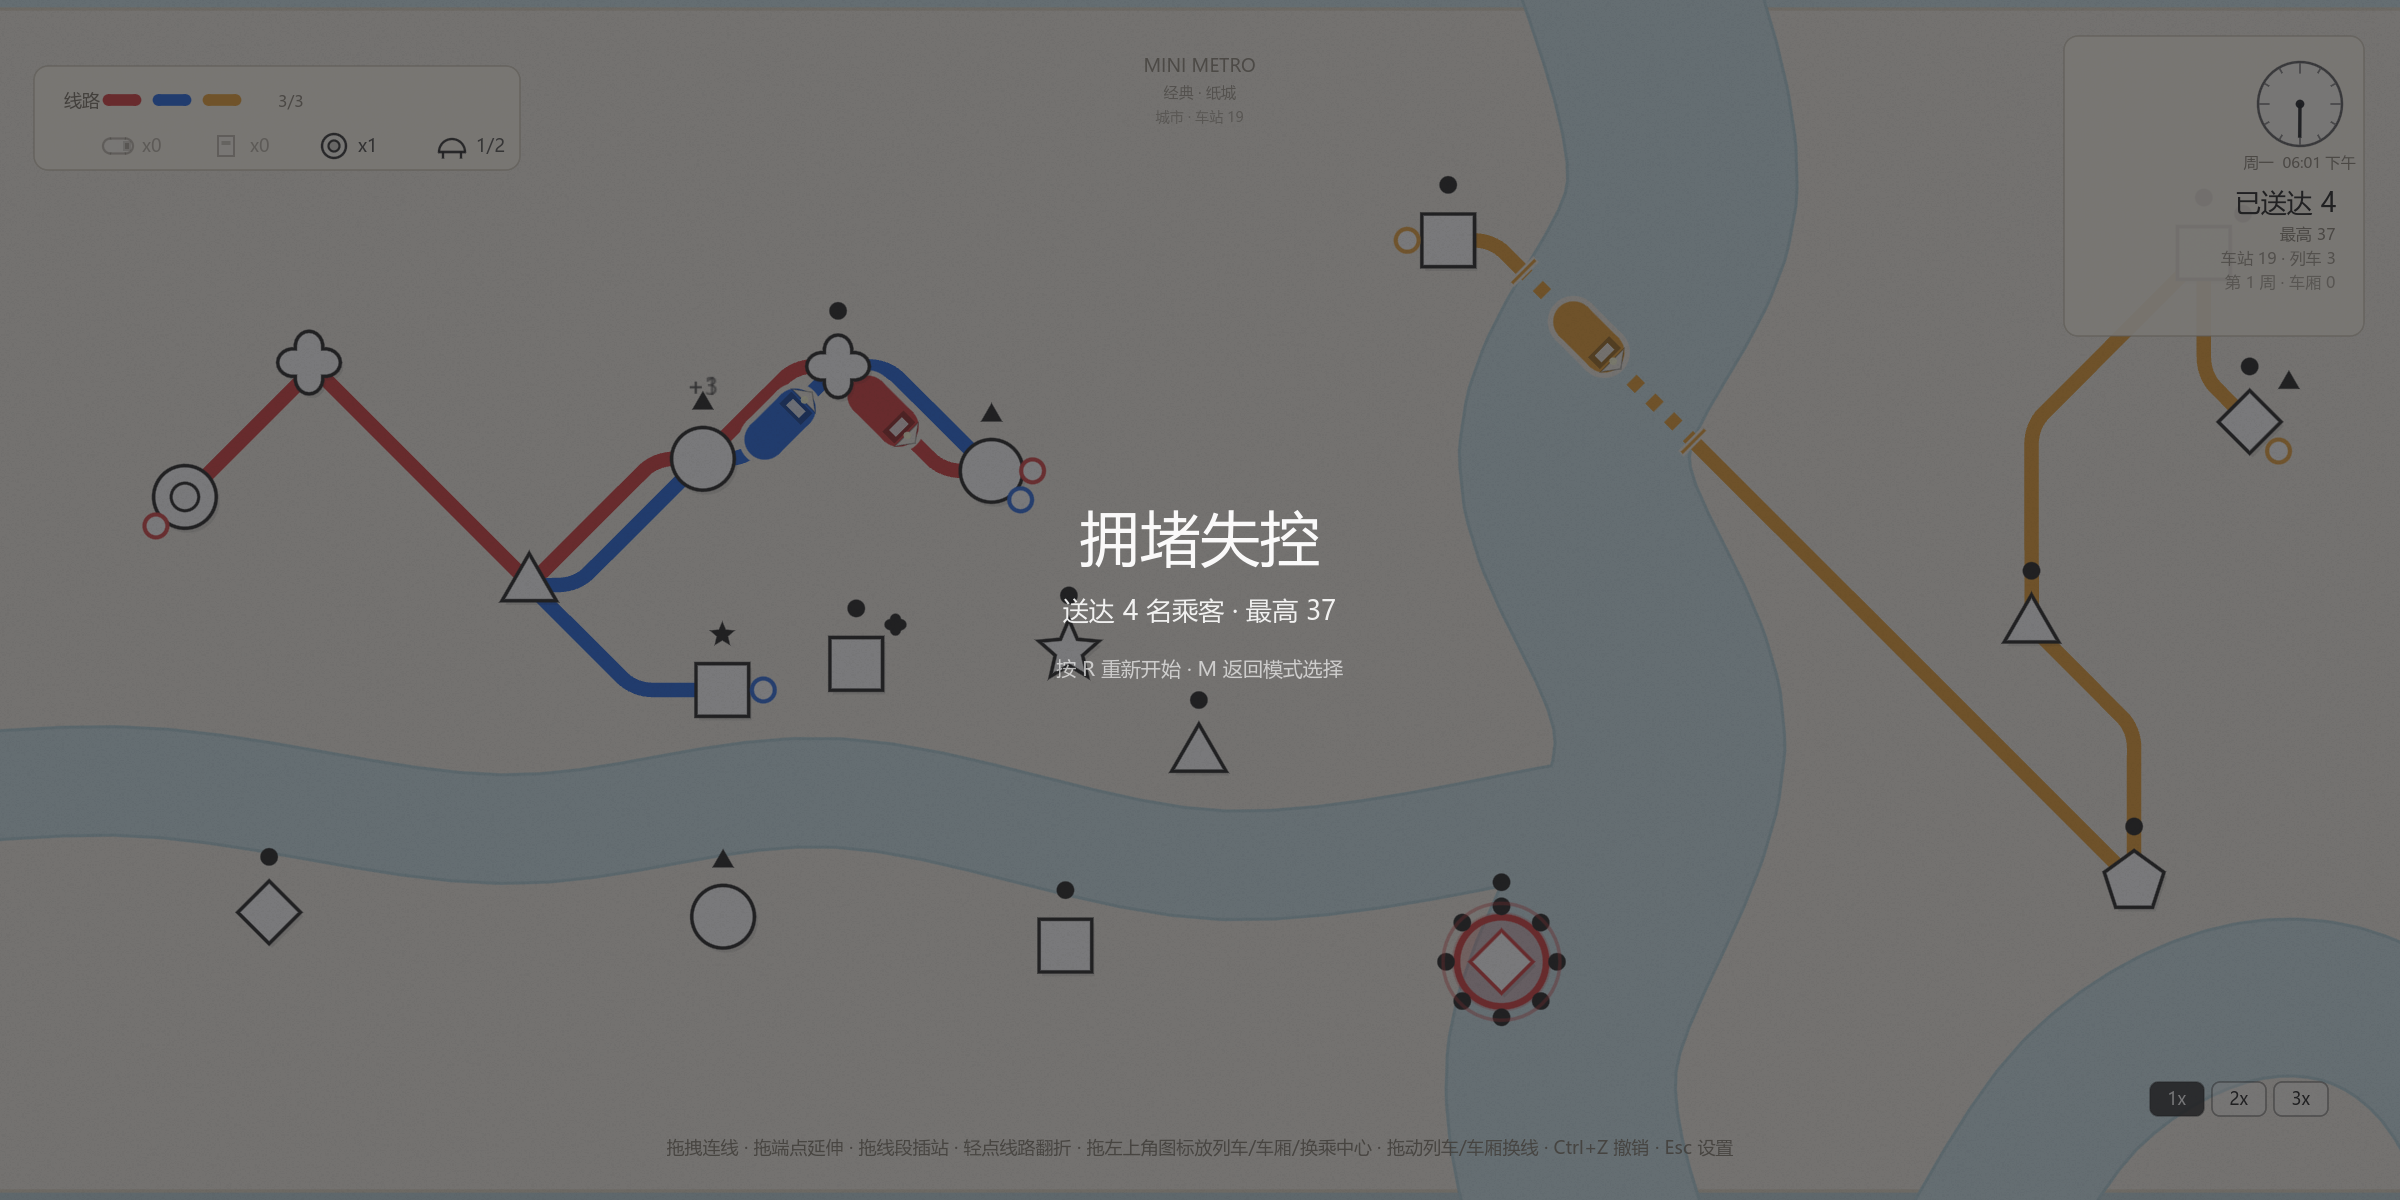 MINI METRO
经典 · 纸城
城市 · 车站 19
线路 3/3
x0 x0 x1 1/2
周一 06:01 下午
已送达 4
最高 37
车站 19 · 列车 3
第 1 周 · 车厢 0
+3
拥堵失控
送达 4 名乘客 · 最高 37
按 R 重新开始 · M 返回模式选择
1x 2x 3x
拖拽连线 · 拖端点延伸 · 拖线段插站 · 轻点线路翻折 · 拖左上角图标放列车/车厢/换乘中心 · 拖动列车/车厢换线 · Ctrl+Z 撤销 · Esc 设置